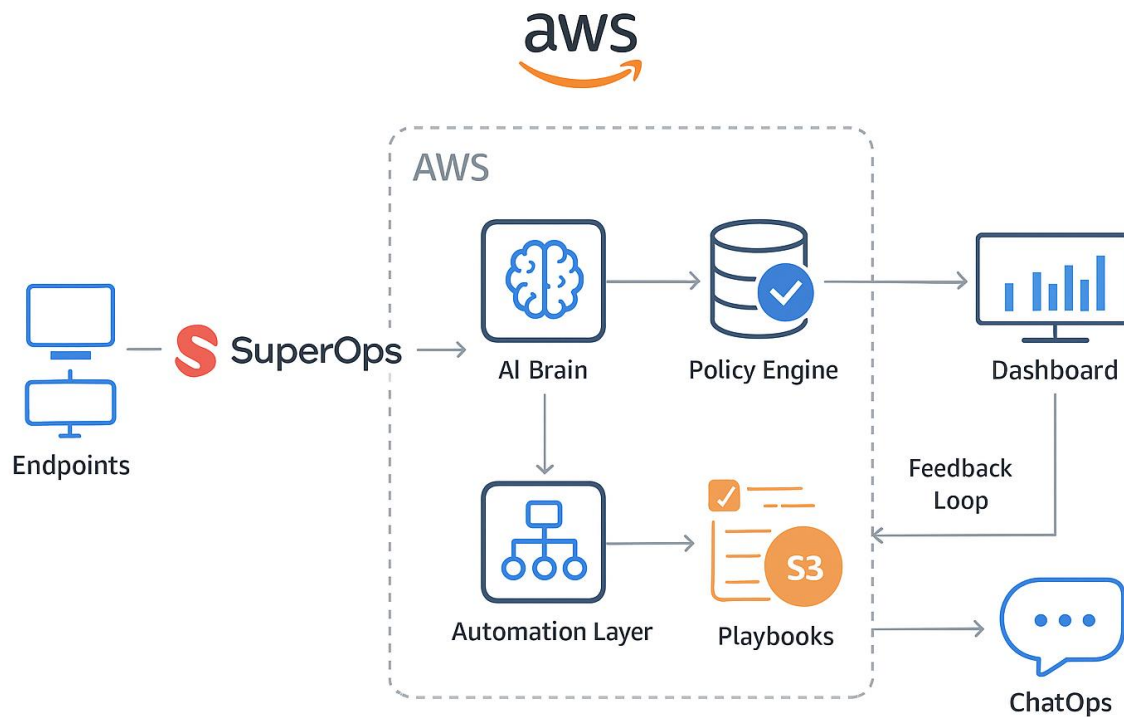 aws
AWS
SuperOps
Endpoints
AI Brain
Policy Engine
Dashboard
Feedback
Loop
S3
Automation Layer
Playbooks
ChatOps